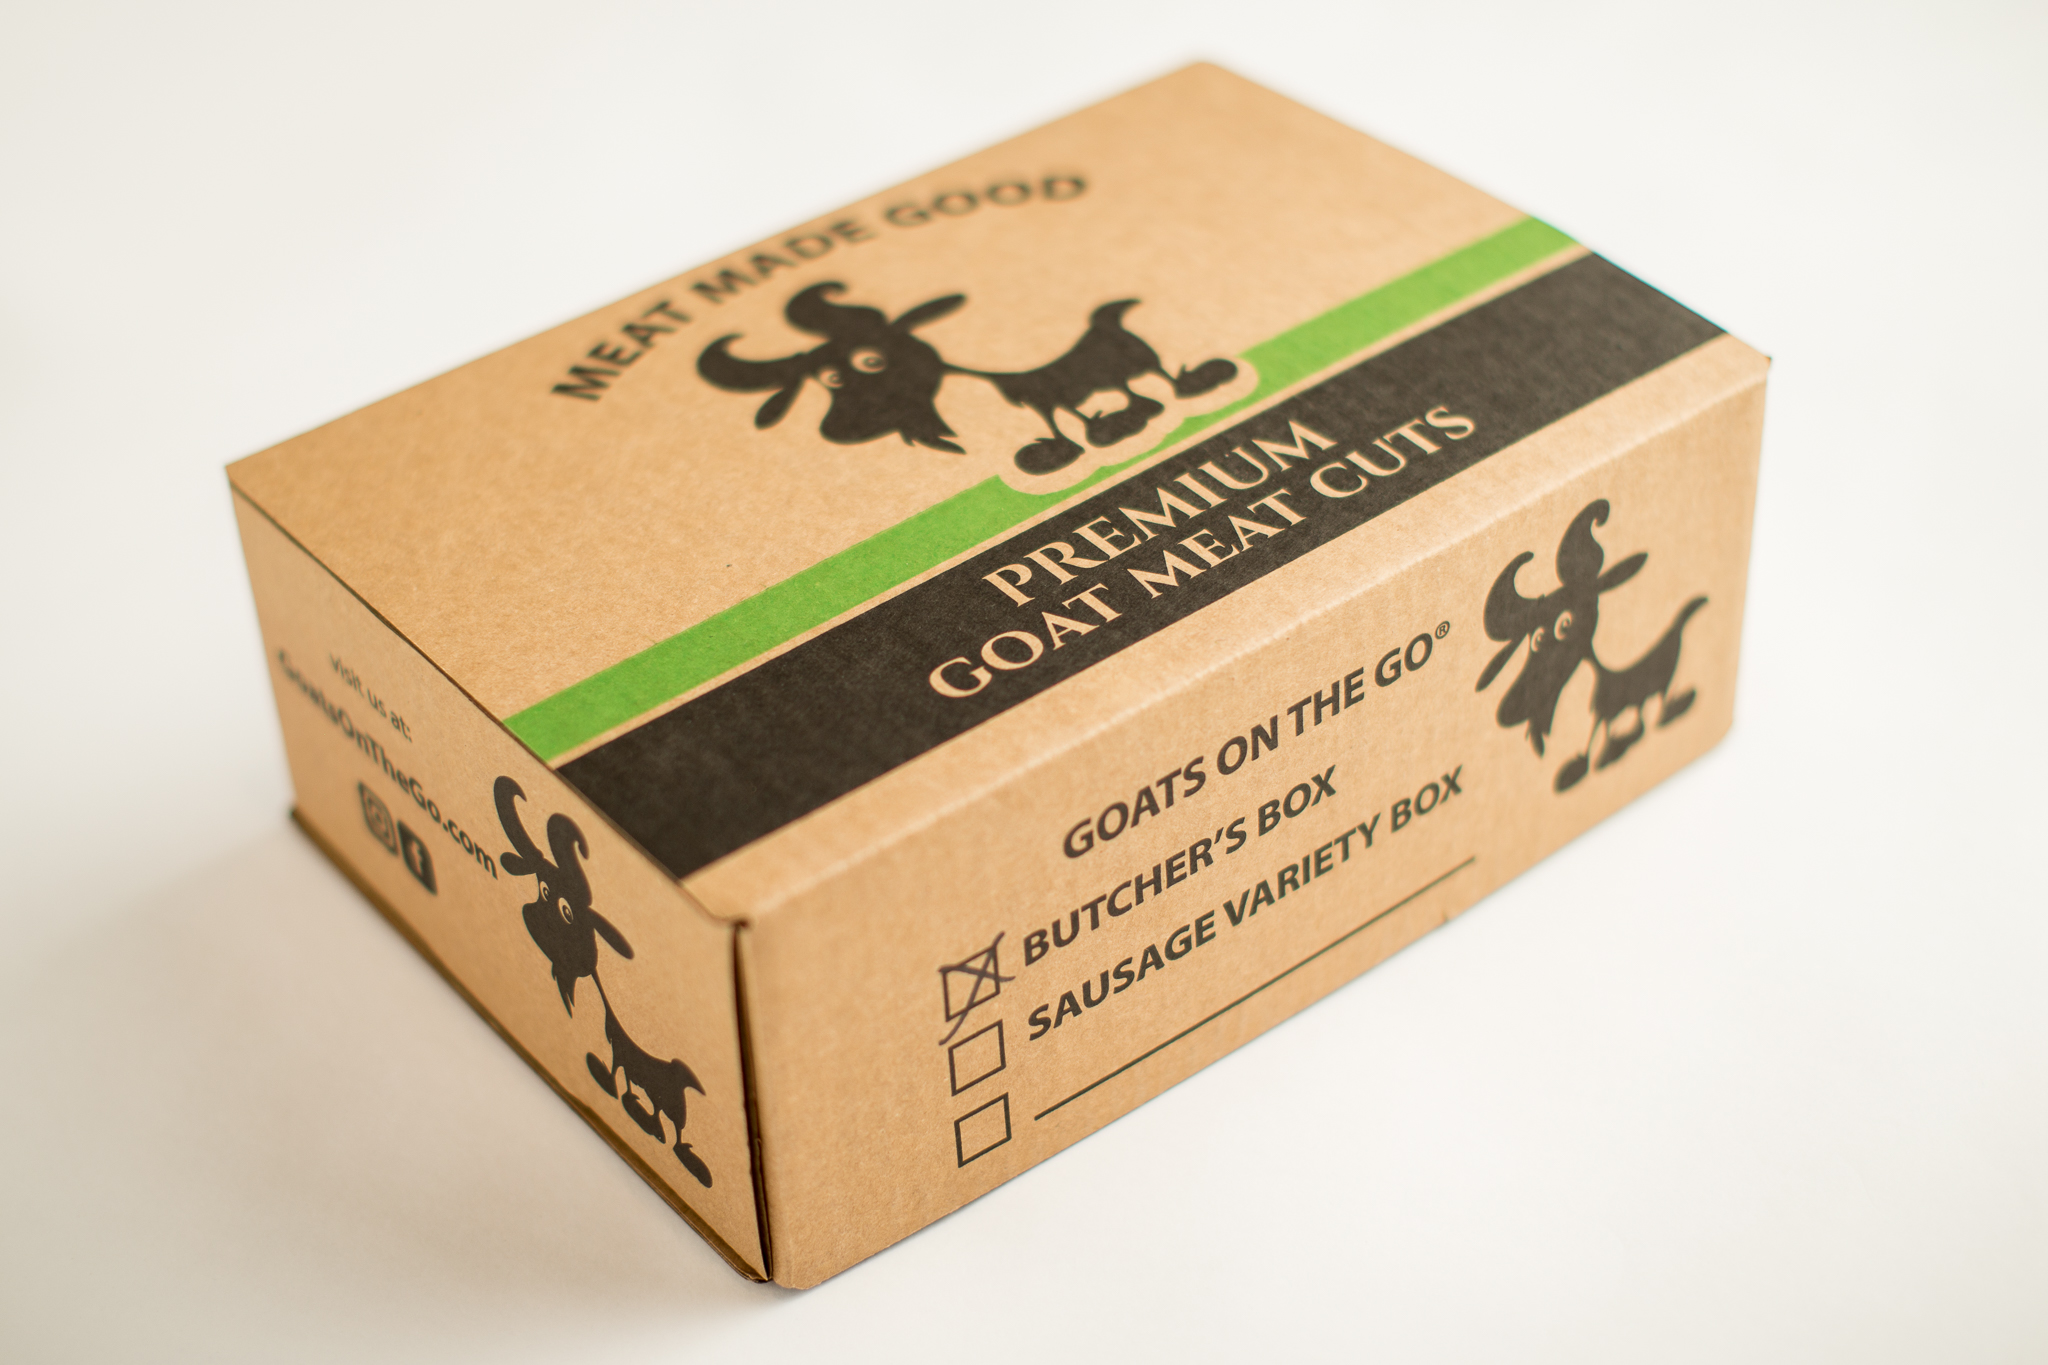 MEAT MADE GOOD
PREMIUM
GOAT MEAT CUTS
Visit us at:
GoatsOnTheGo.com
f
GOATS ON THE GO®
BUTCHER'S BOX
SAUSAGE VARIETY BOX